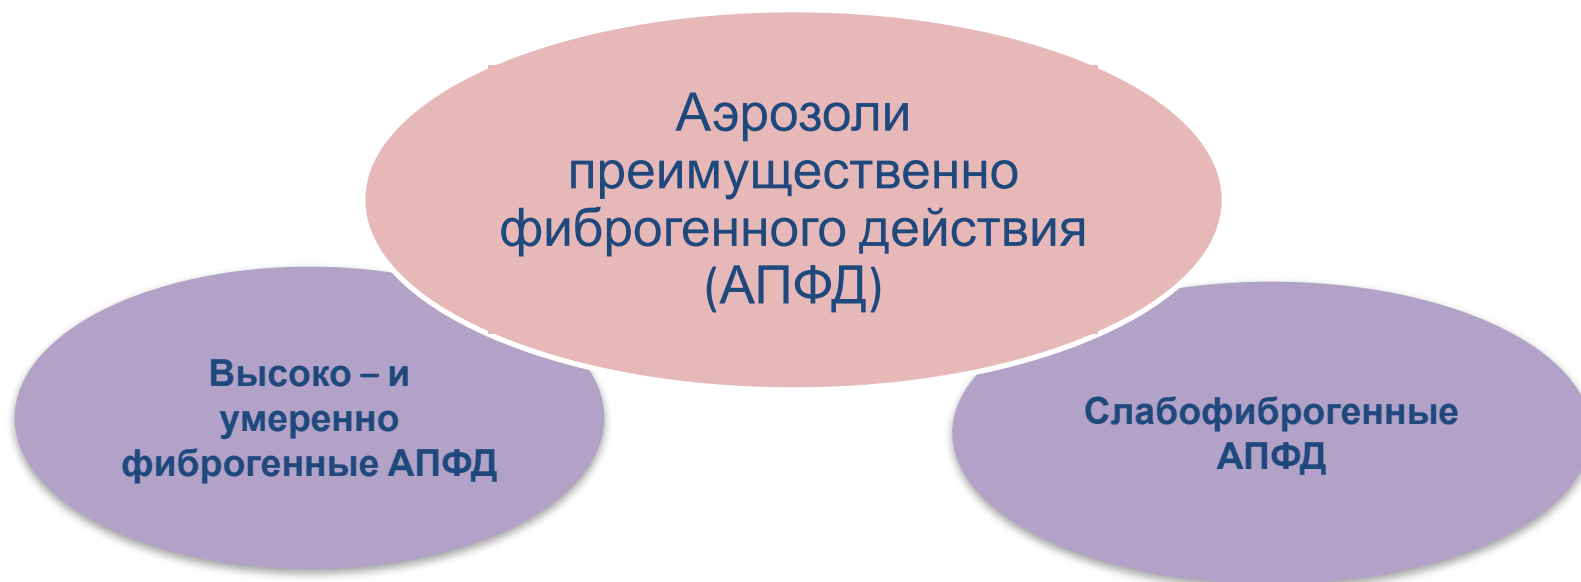 Аэрозоли
преимущественно
фиброгенного действия
(АПФД)
Высоко – и
умеренно
фиброгенные АПФД
Слабофиброгенные
АПФД